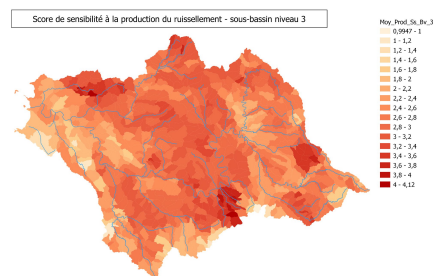 Score de sensibilité à la production du ruissellement - sous-bassin niveau 3
Moy_Prod_Ss_Bv_3
0,9947 - 1
1 - 1,2
1,2 - 1,4
1,4 - 1,6
1,6 - 1,8
1,8 - 2
2 - 2,2
2,2 - 2,4
2,4 - 2,6
2,6 - 2,8
2,8 - 3
3 - 3,2
3,2 - 3,4
3,4 - 3,6
3,6 - 3,8
3,8 - 4
4 - 4,12